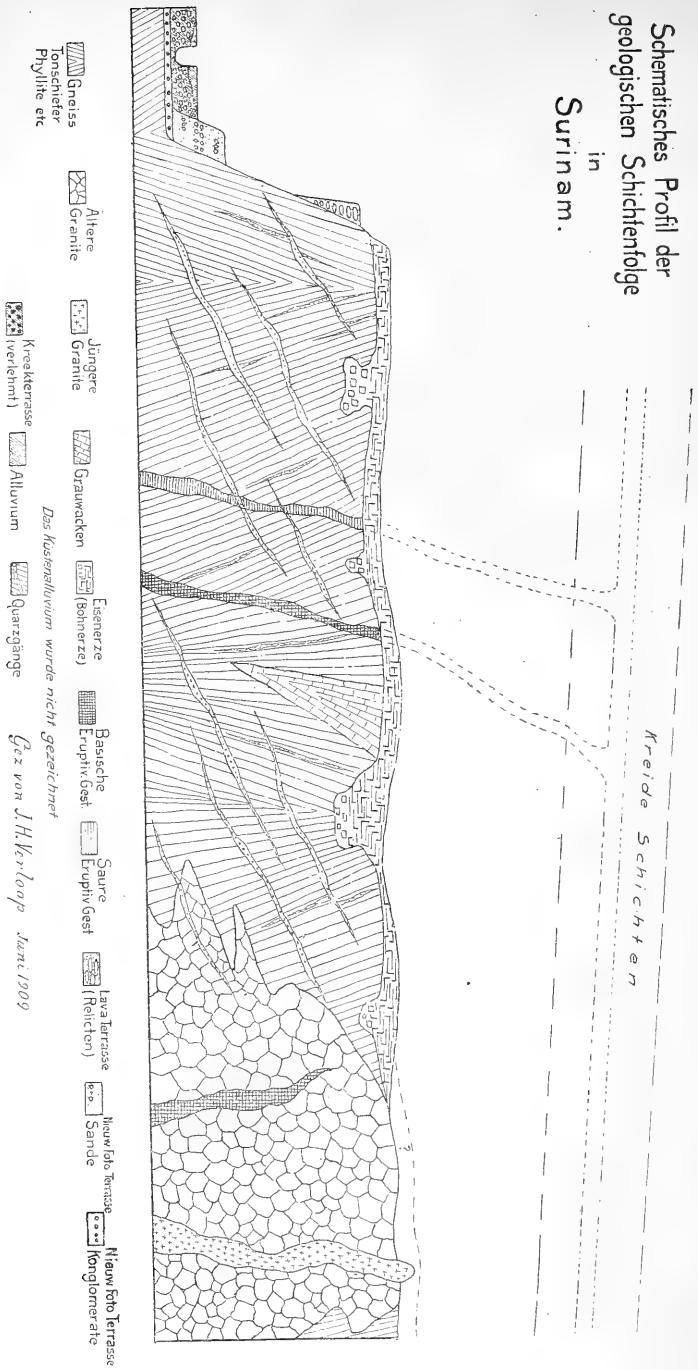 Schematisches Profil der
geologischen Schichtenfolge
in
Surinam.
Kreide Schichten
?
Gneiss
Tonschiefer
Phyllite etc
Ältere
Granite
Jüngere
Granite
Grauwacken
Eisenerze
(Bohnerze)
Basische
Eruptiv.Gest
Saure
Eruptiv Gest
Lava Terrasse
(Relicten)
Nieuw Foto Terrasse
Sande
Nieuw Foto Terrasse
Konglomerate
Kreekterrasse
(verlehmt)
Alluvium
Quarzgänge
Das Küstenalluvium wurde nicht gezeichnet
Gez von J.H.Verloop Juni 1909